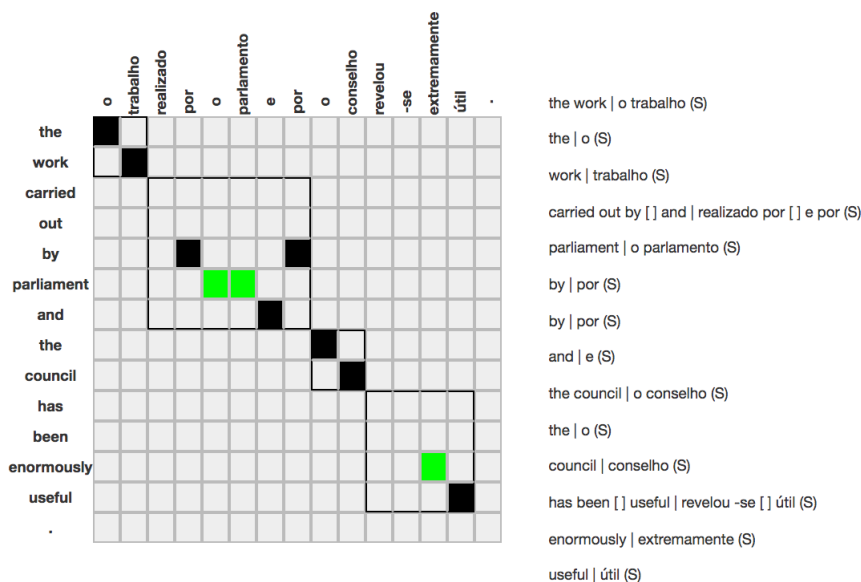 o trabalho realizado por o parlamento e por o conselho revelou -se extremamente útil .
the
work
carried
out
by
parliament
and
the
council
has
been
enormously
useful
.
the work | o trabalho (S)
the | o (S)
work | trabalho (S)
carried out by [ ] and | realizado por [ ] e por (S)
parliament | o parlamento (S)
by | por (S)
by | por (S)
and | e (S)
the council | o conselho (S)
the | o (S)
council | conselho (S)
has been [ ] useful | revelou -se [ ] útil (S)
enormously | extremamente (S)
useful | útil (S)